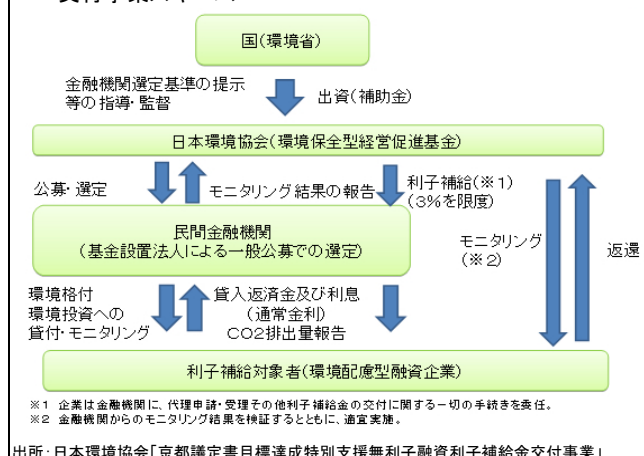 国(環境省)
金融機関選定基準の提示
等の指導・監督
出資(補助金)
日本環境協会(環境保全型経営促進基金)
公募・選定
モニタリング結果の報告
利子補給(※1)
(3%を限度)
民間金融機関
(基金設置法人による一般公募での選定)
モニタリング
(※2)
返還
環境格付
環境投資への
貸付・モニタリング
貸入返済金及び利息
(通常金利)
CO2排出量報告
利子補給対象者(環境配慮型融資企業)
※1 企業は金融機関に、代理申請・受理その他利子補給金の交付に関する一切の手続きを委任。
※2 金融機関からのモニタリング結果を検証するとともに、適宜実施。
出所:日本環境協会「京都議定書目標達成特別支援無利子融資利子補給金交付事業」